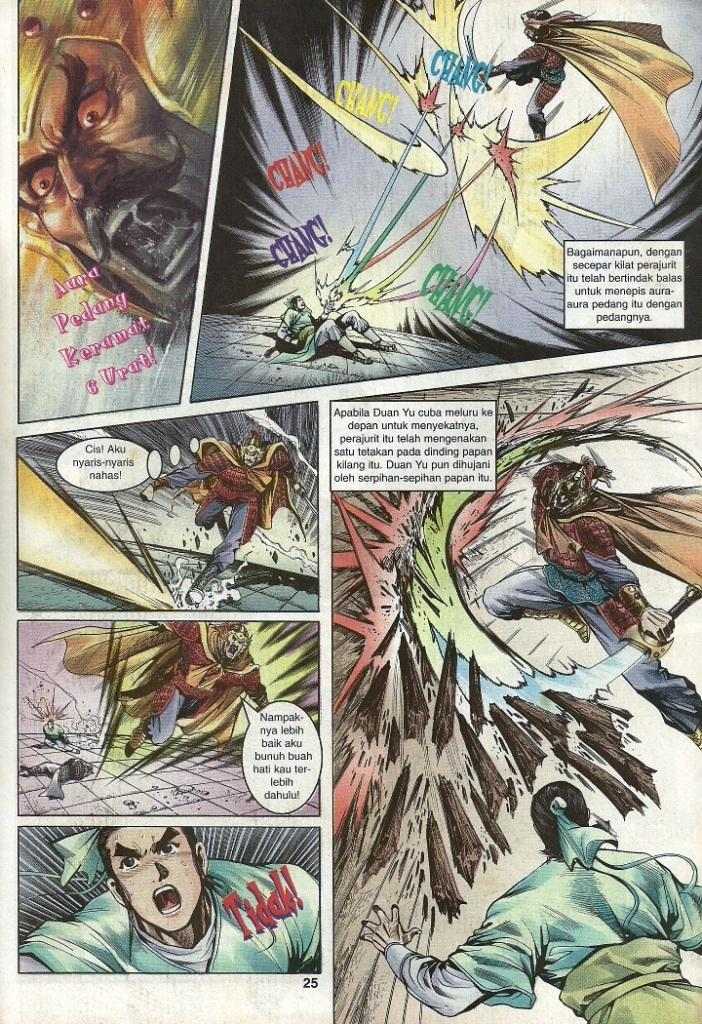 Aura
Pedang
Keramat
6 Urat!
CHANG!
CHANG!
CHANG!
CHANG!
CHANG!
Bagaimanapun, dengan
secepar kilat perajurit
itu telah bertindak balas
untuk menepis aura-
aura pedang itu dengan
pedangnya.
Cis! Aku
nyaris-nyaris
nahas!
Nampak-
nya lebih
baik aku
bunuh buah
hati kau ter-
lebih
dahulu!
Tidak!
Apabila Duan Yu cuba meluru ke
depan untuk menyekatnya,
perajurit itu telah mengenakan
satu tetakan pada dinding papan
kilang itu. Duan Yu pun dihujani
oleh serpihan-sepihan papan itu.
25